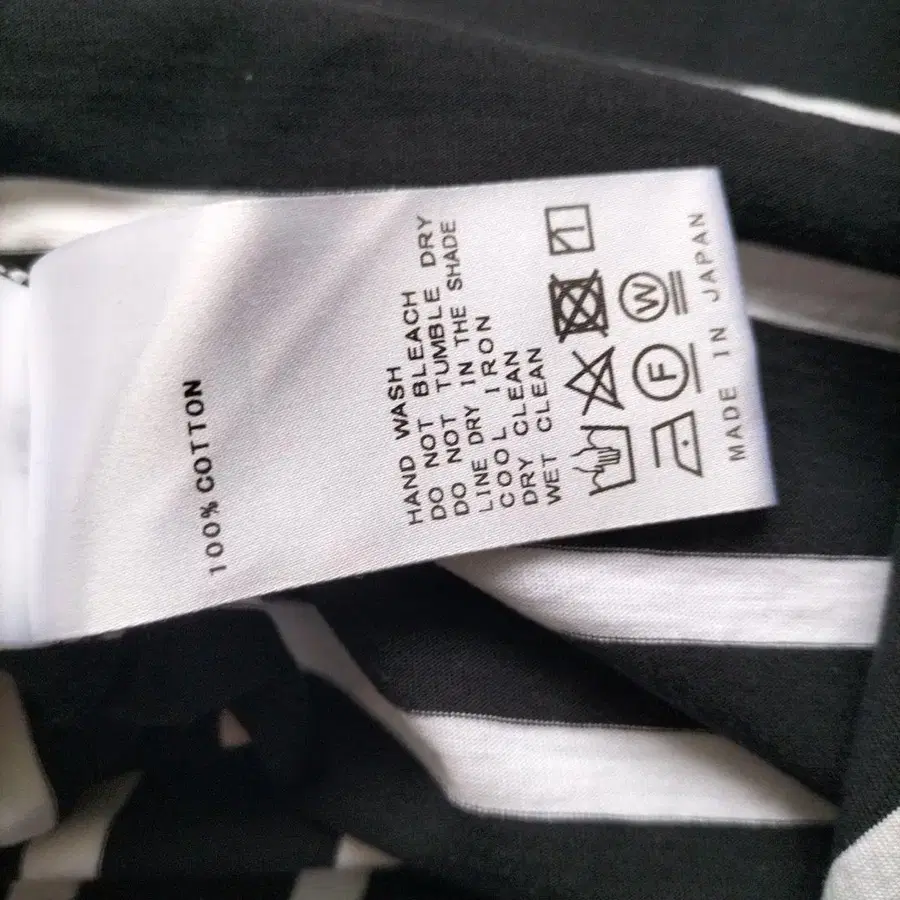 100% COTTON
HAND WASH
DO NOT BLEACH
DO NOT TUMBLE DRY
LINE DRY IN THE SHADE
COOL IRON
DRY CLEAN
WET CLEAN
F W
MADE IN JAPAN